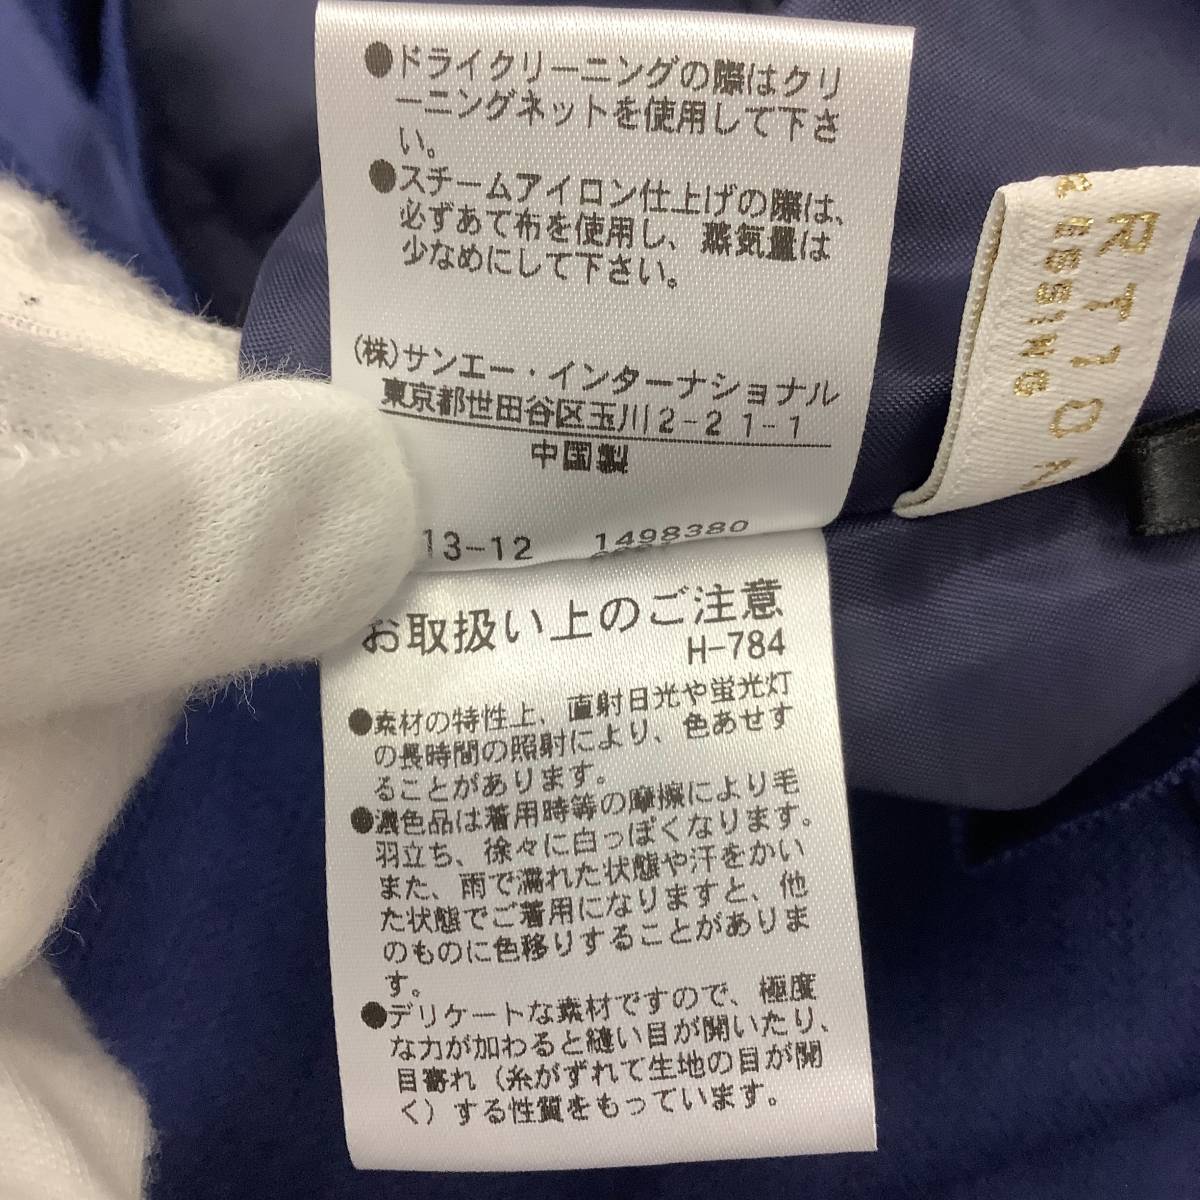 ●ドライクリーニングの際はクリ
ーニングネットを使用して下さ
い。
●スチームアイロン仕上げの際は、
必ずあて布を使用し、蒸気量は
少なめにして下さい。
(株)サンエー・インターナショナル
東京都世田谷区玉川2-21-1
中国製
13-12 1498380
お取扱い上のご注意
H-784
●素材の特性上、直射日光や蛍光灯
の長時間の照射により、色あせす
ることがあります。
●濃色品は着用時等の摩擦により毛
羽立ち、徐々に白っぽくなります。
また、雨で濡れた状態や汗をかい
た状態でご着用になりますと、他
のものに色移りすることがありま
す。
●デリケートな素材ですので、極度
な力が加わると縫い目が開いたり、
目寄れ（糸がずれて生地の目が開
く）する性質をもっています。